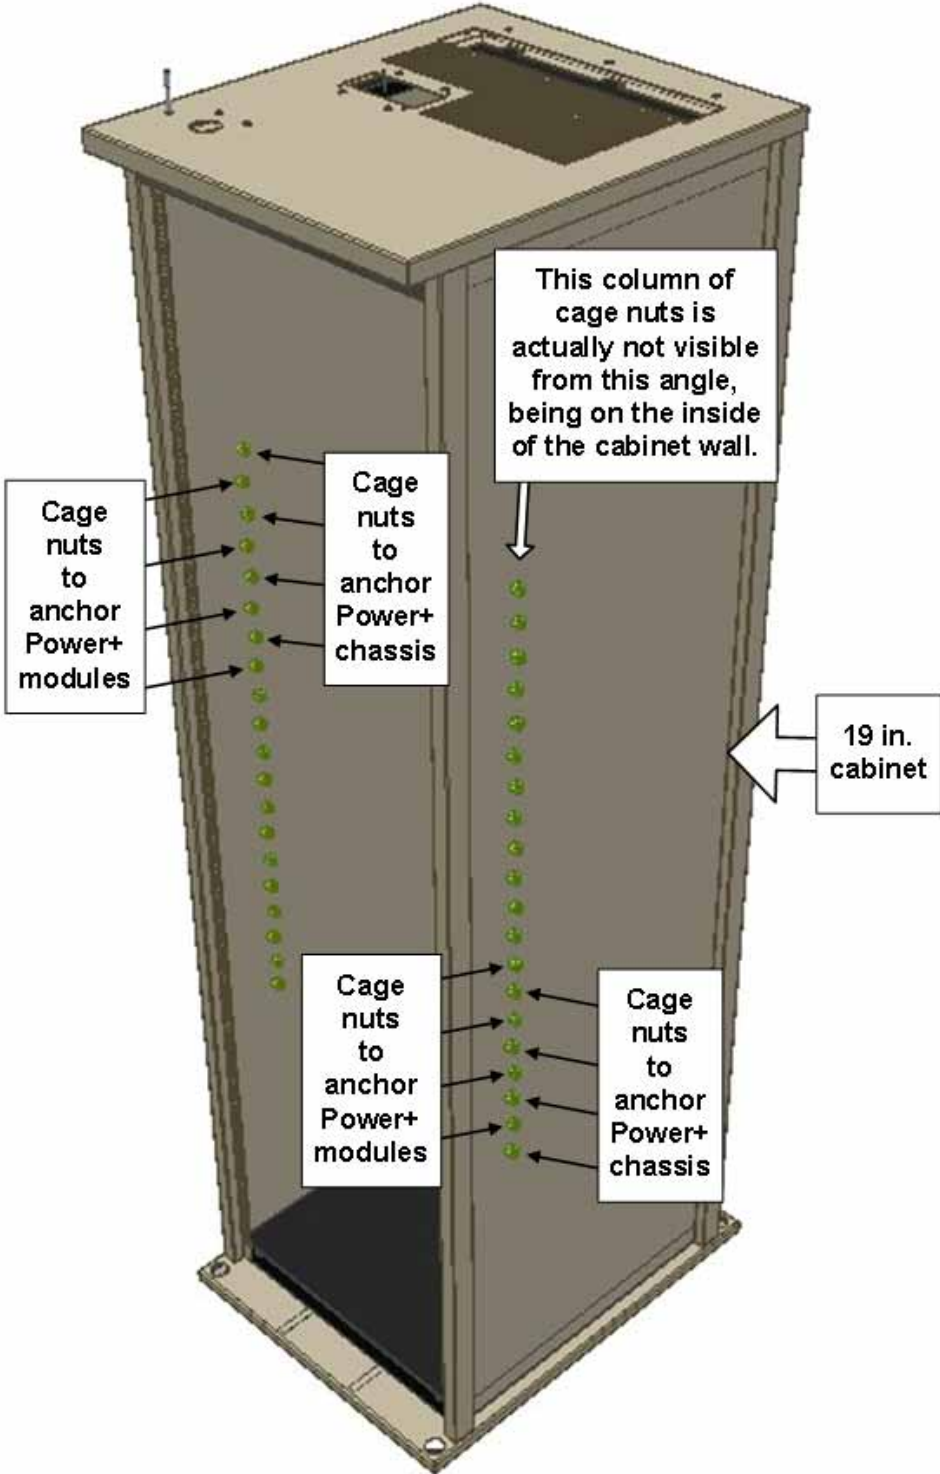 This column of
cage nuts is
actually not visible
from this angle,
being on the inside
of the cabinet wall.
Cage
nuts
to
anchor
Power+
modules
Cage
nuts
to
anchor
Power+
chassis
19 in.
cabinet
Cage
nuts
to
anchor
Power+
modules
Cage
nuts
to
anchor
Power+
chassis